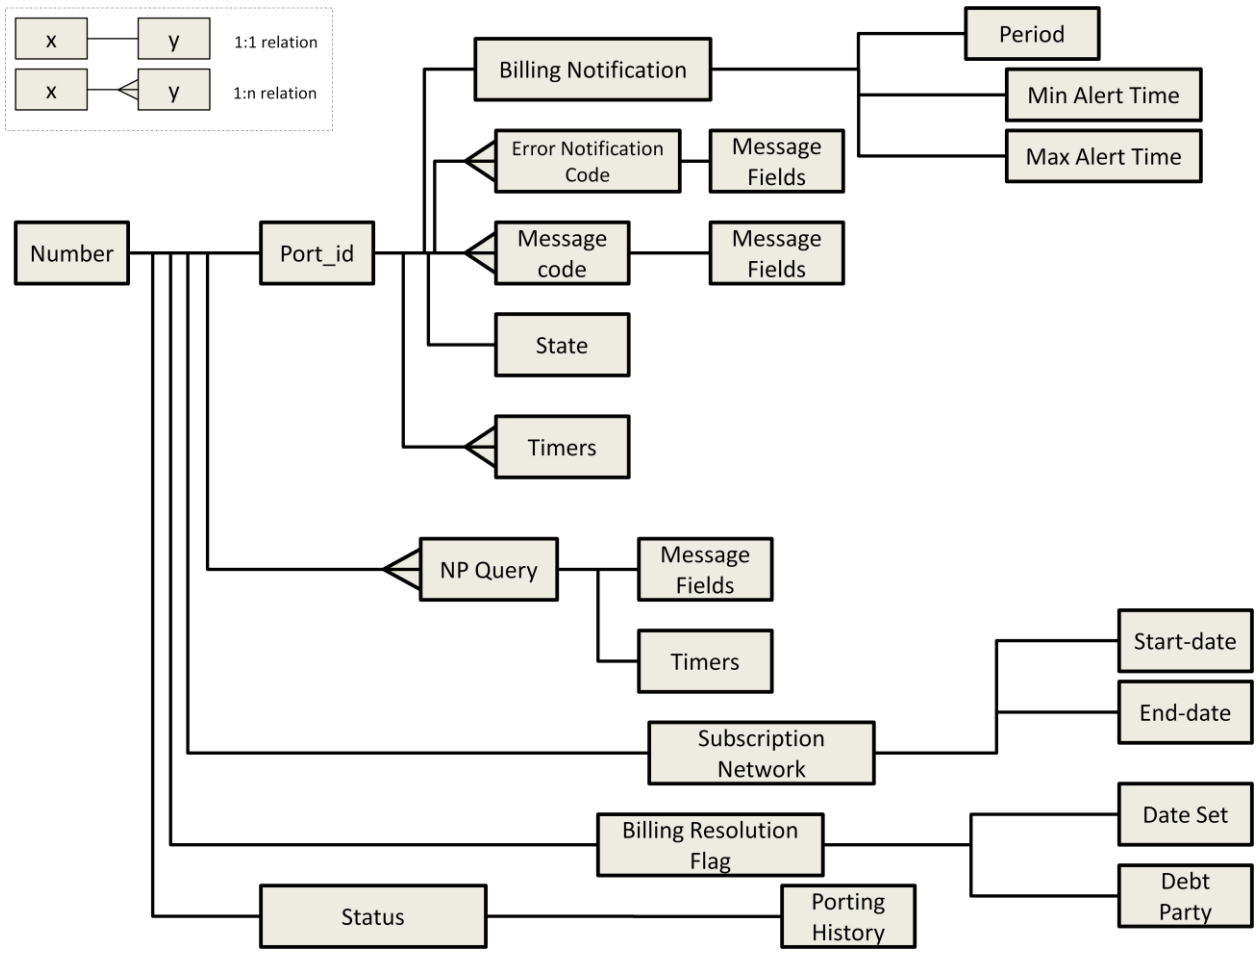 x
y
1:1 relation
x
y
1:n relation
Billing Notification
Period
Min Alert Time
Max Alert Time
Error Notification
Code
Message
Fields
Number
Port_id
Message
code
Message
Fields
State
Timers
NP Query
Message
Fields
Timers
Subscription
Network
Start-date
End-date
Billing Resolution
Flag
Date Set
Debt
Party
Status
Porting
History